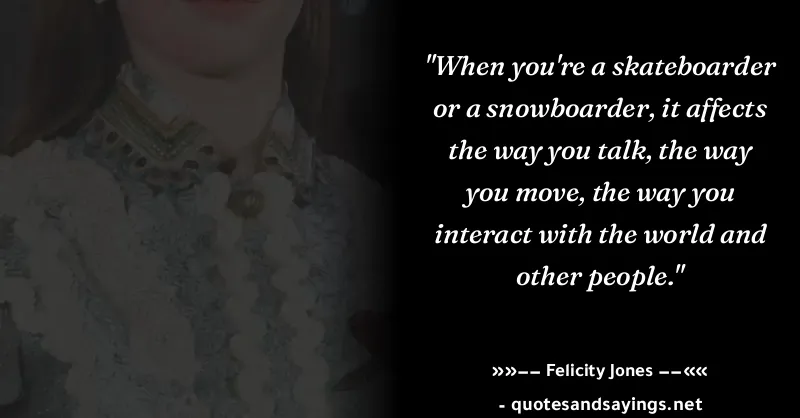 "When you're a skateboarder
or a snowboarder, it affects
the way you talk, the way
you move, the way you
interact with the world and
other people."
»»—— Felicity Jones ——««
- quotesandsayings.net